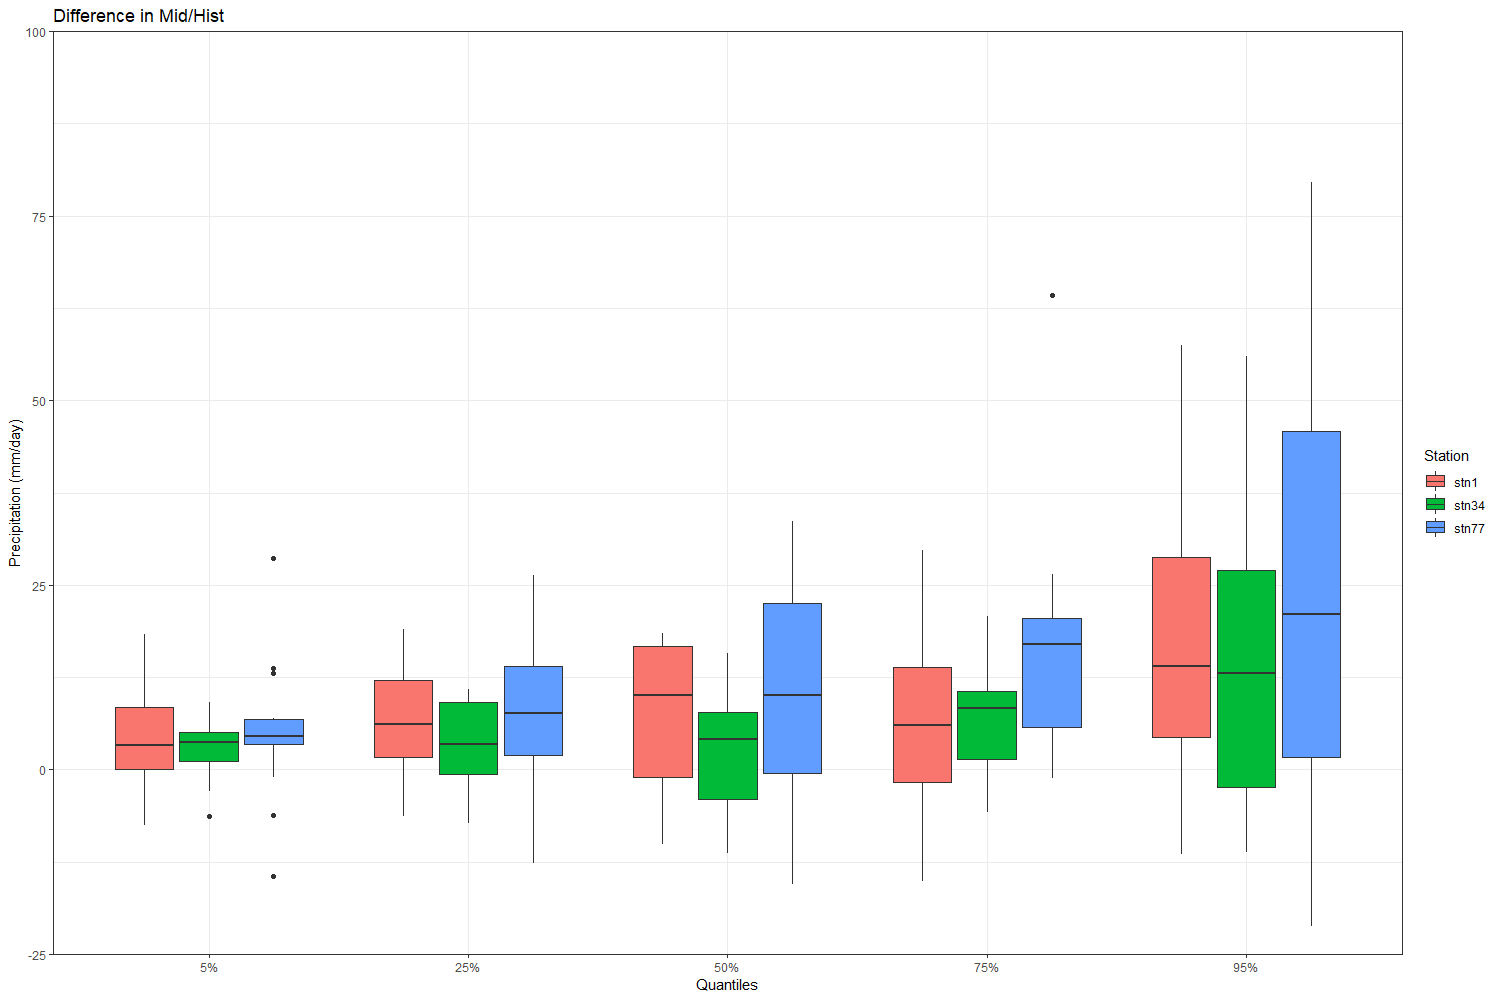 Difference in Mid/Hist
100
75
50
25
0
-25
Precipitation (mm/day)
5%
25%
50%
75%
95%
Quantiles
Station
stn1
stn34
stn77